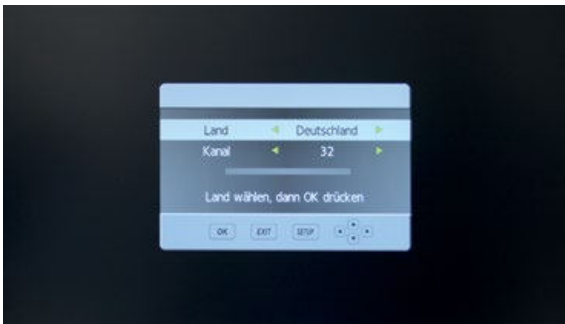 Land Deutschland
Kanal 32
Land wählen, dann OK drücken
OK EXIT SETUP